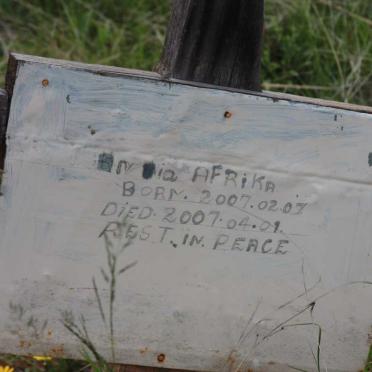 AFRIKA
BORN. 2007.02.07
DIED. 2007.04.01.
REST. IN. PEACE